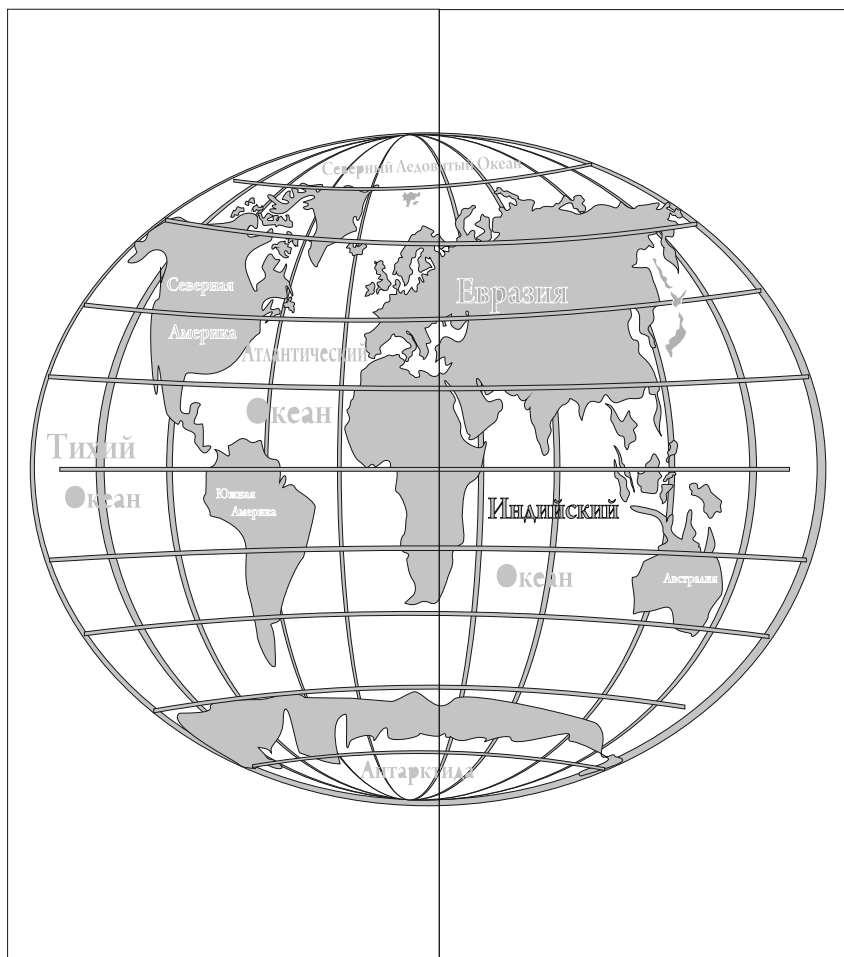 Северный Ледовитый Океан
Северная
Америка
Евразия
Атлантический
Океан
Тихий
Океан
Южная
Америка
Индийский
Океан
Австралия
Антарктида